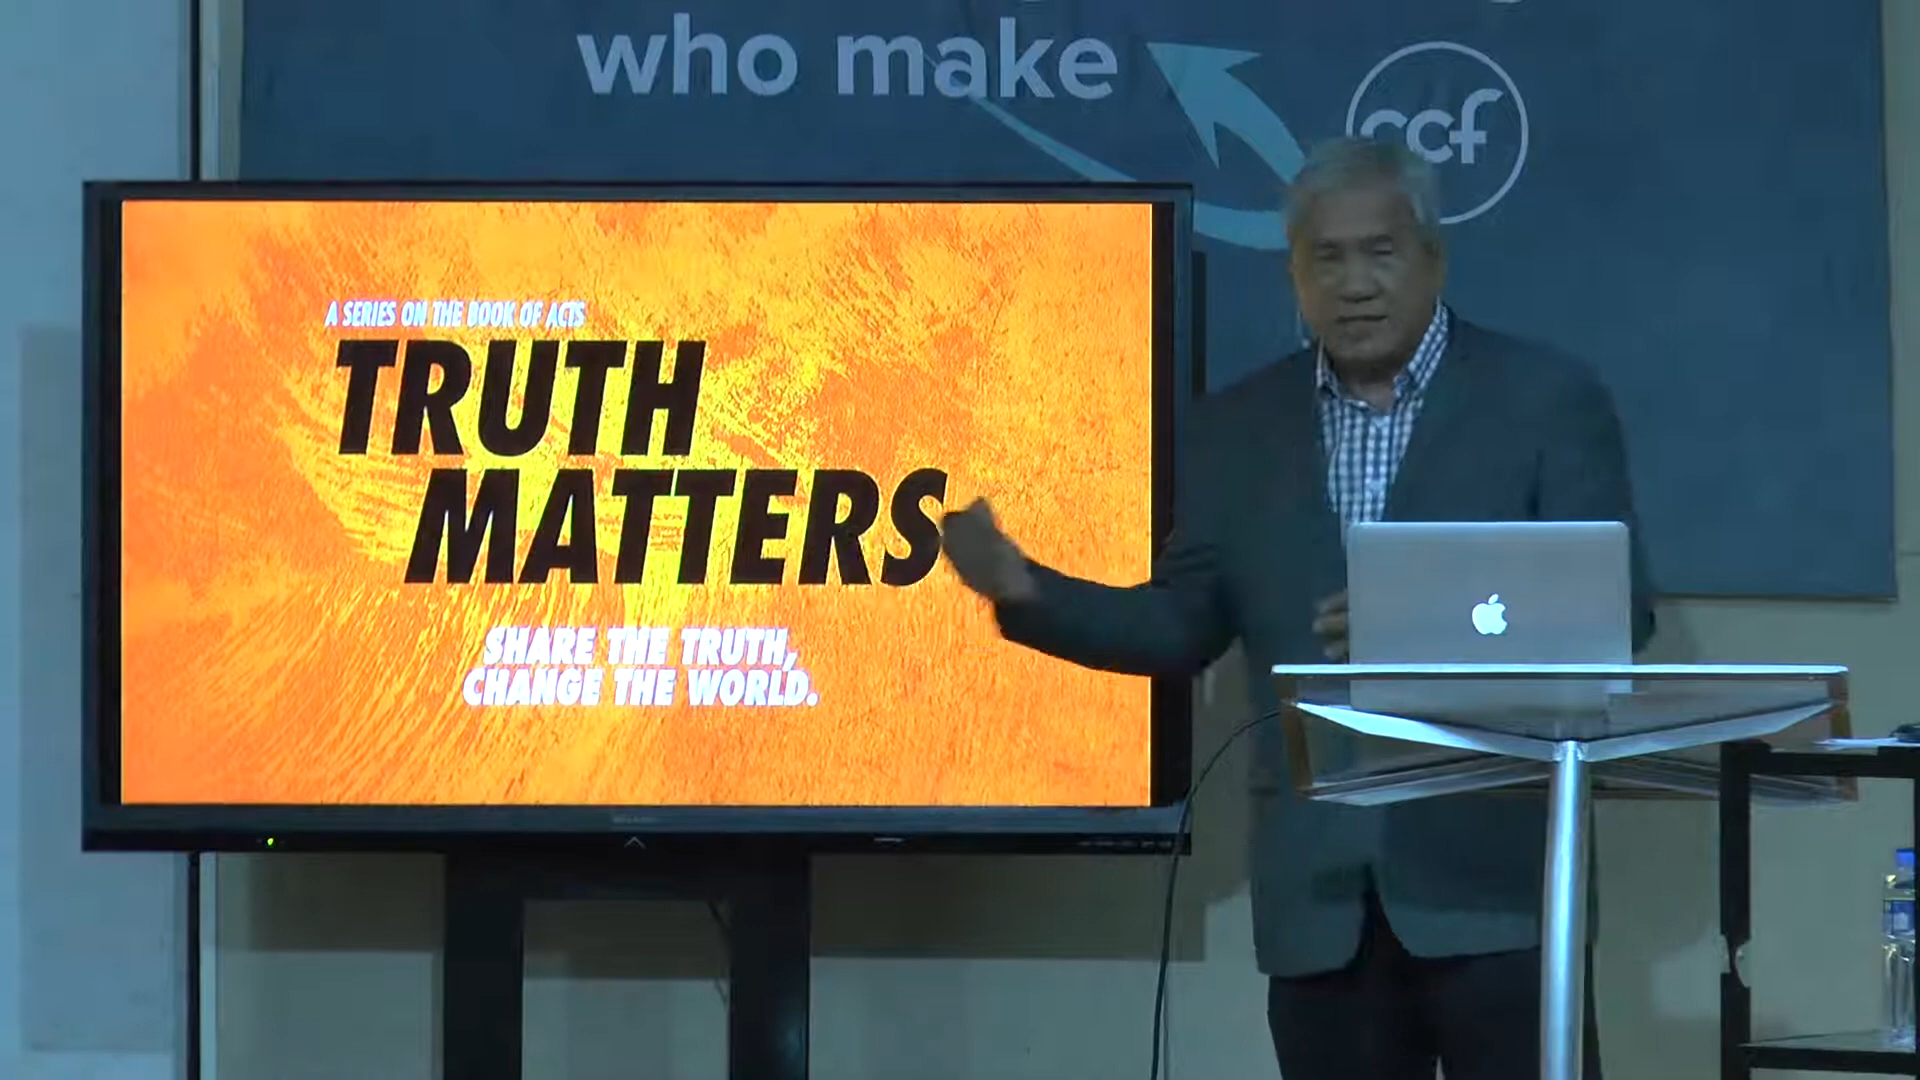 who make
ccf
A SERIES ON THE BOOK OF ACTS
TRUTH
MATTERS
SHARE THE TRUTH,
CHANGE THE WORLD.